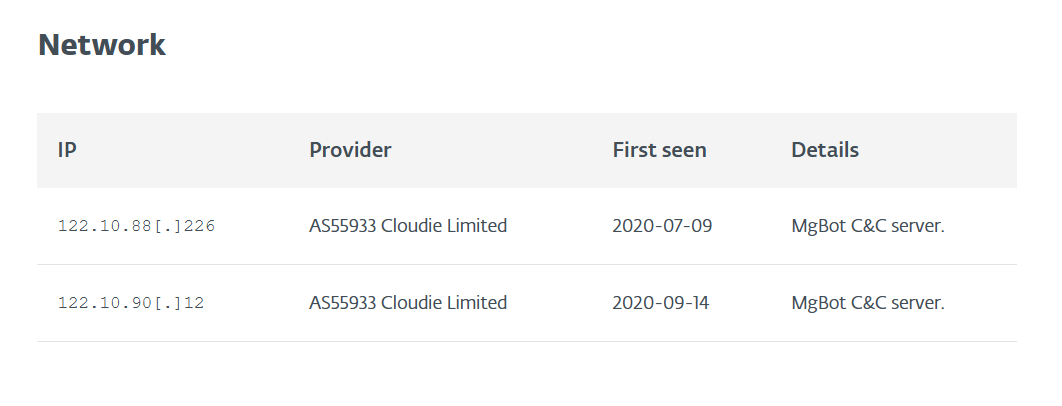 Network
IP Provider First seen Details
122.10.88[.]226 AS55933 Cloudie Limited 2020-07-09 MgBot C&C server.
122.10.90[.]12 AS55933 Cloudie Limited 2020-09-14 MgBot C&C server.